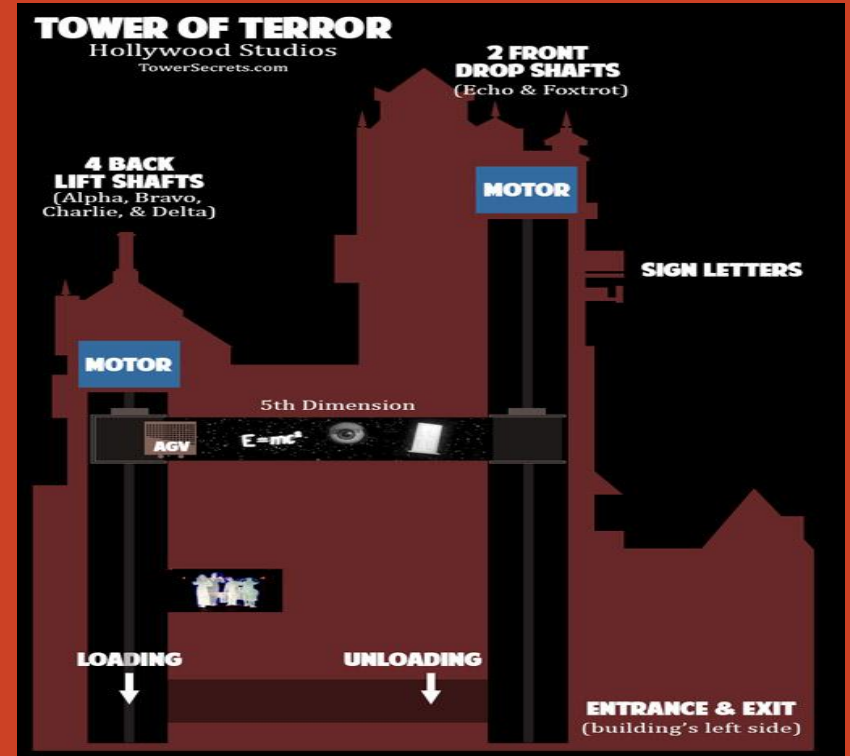 TOWER OF TERROR
Hollywood Studios
TowerSecrets.com
2 FRONT
DROP SHAFTS
(Echo & Foxtrot)
4 BACK
LIFT SHAFTS
(Alpha, Bravo,
Charlie, & Delta)
MOTOR
SIGN LETTERS
MOTOR
5th Dimension
AGV
E=mc²
LOADING
UNLOADING
ENTRANCE & EXIT
(building's left side)